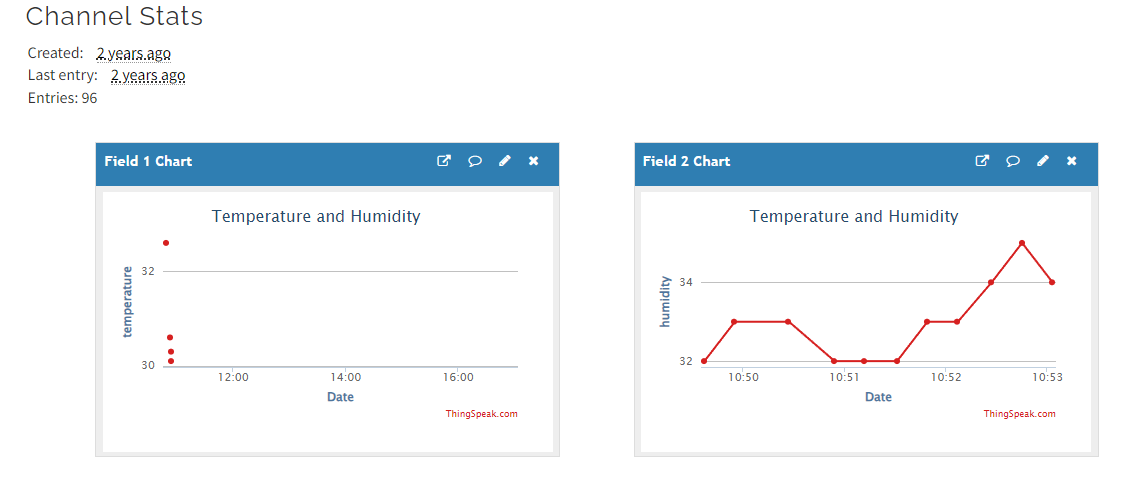 Channel Stats
Created: 2 years ago
Last entry: 2 years ago
Entries: 96
Field 1 Chart
Temperature and Humidity
temperature
32
30
12:00 14:00 16:00
Date
ThingSpeak.com
Field 2 Chart
Temperature and Humidity
humidity
34
32
10:50 10:51 10:52 10:53
Date
ThingSpeak.com